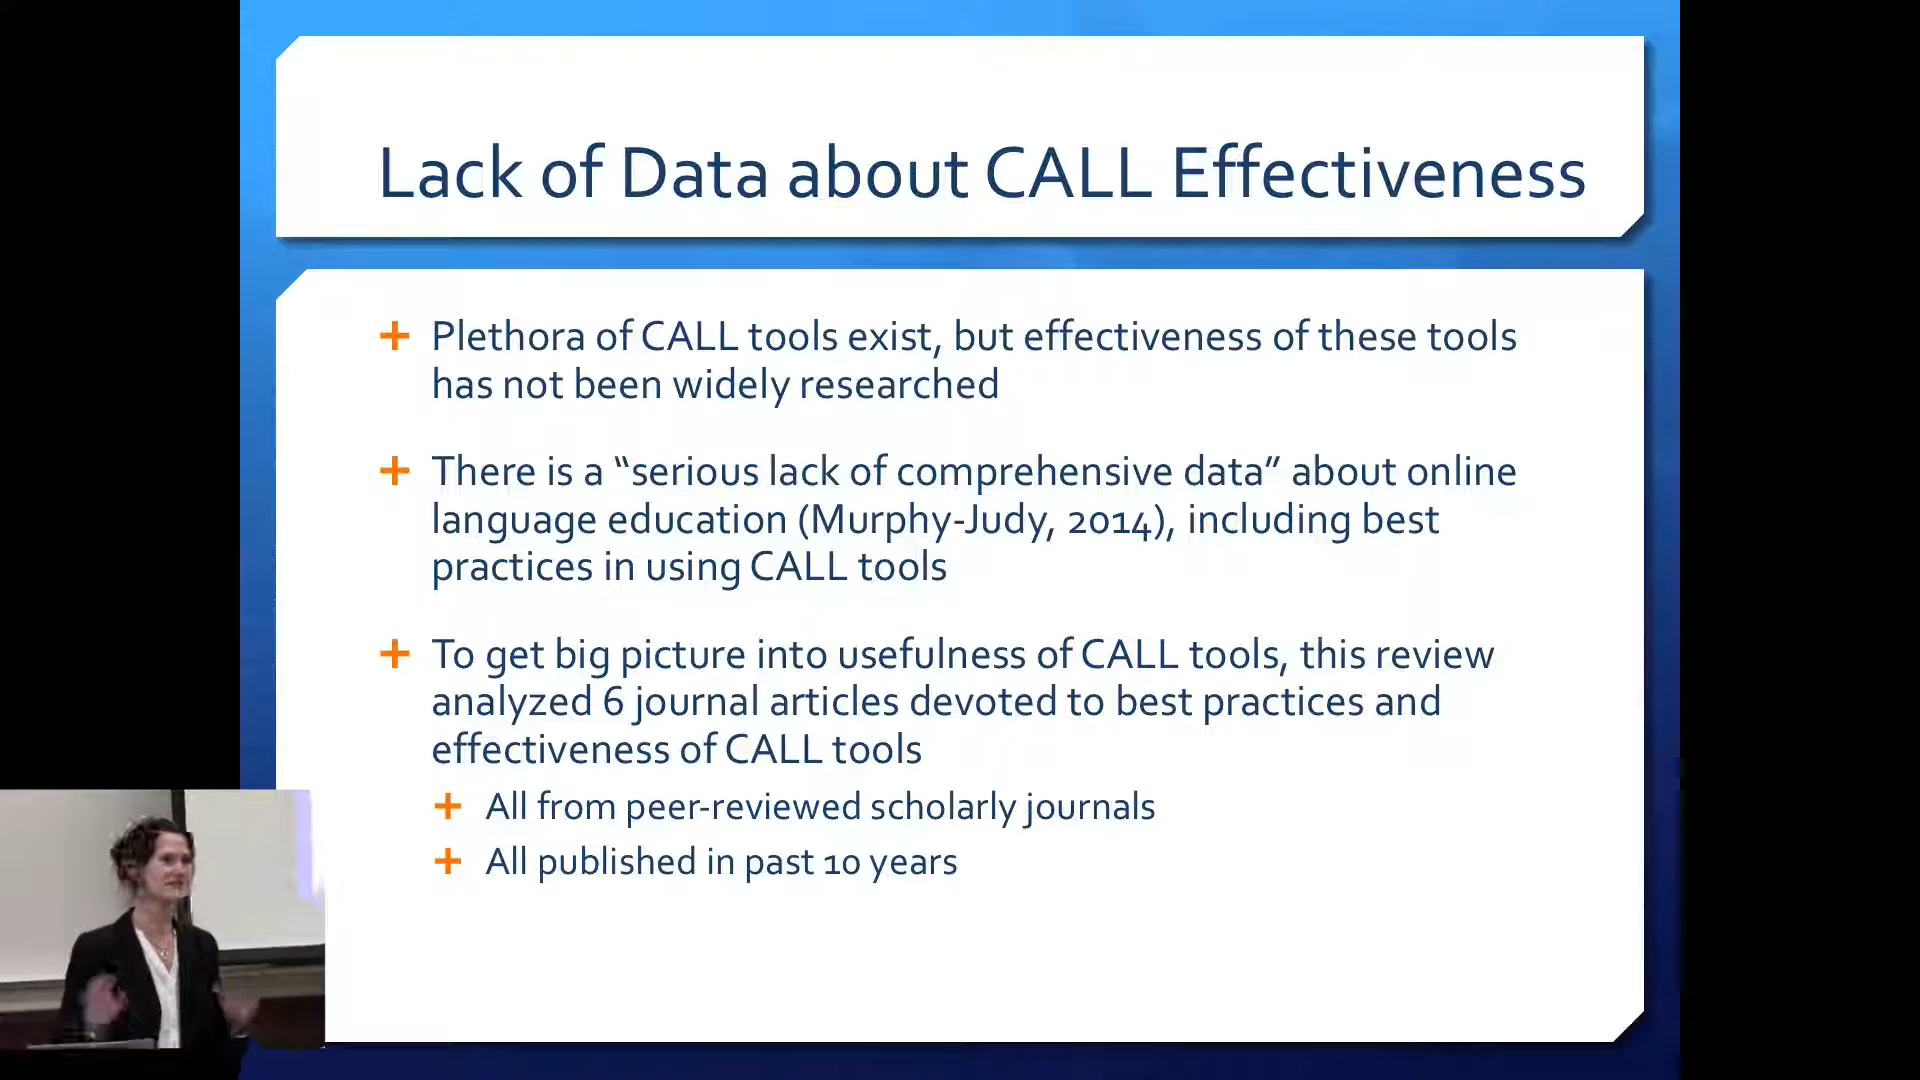 Lack of Data about CALL Effectiveness
Plethora of CALL tools exist, but effectiveness of these tools
has not been widely researched
There is a “serious lack of comprehensive data” about online
language education (Murphy-Judy, 2014), including best
practices in using CALL tools
To get big picture into usefulness of CALL tools, this review
analyzed 6 journal articles devoted to best practices and
effectiveness of CALL tools
All from peer-reviewed scholarly journals
All published in past 10 years